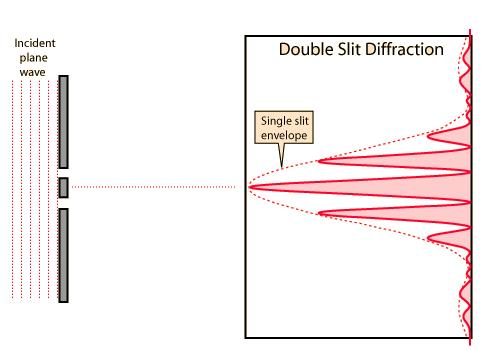 Incident
plane
wave
Double Slit Diffraction
Single slit
envelope